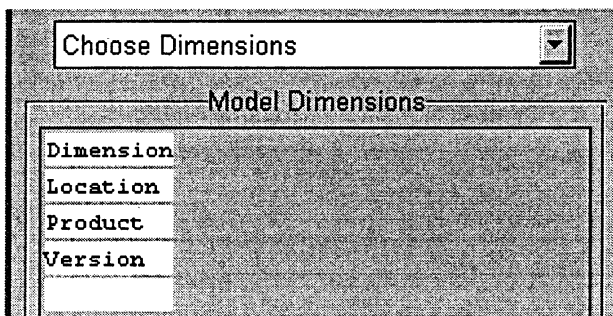 Choose Dimensions
Model Dimensions
Dimension
Location
Product
Version